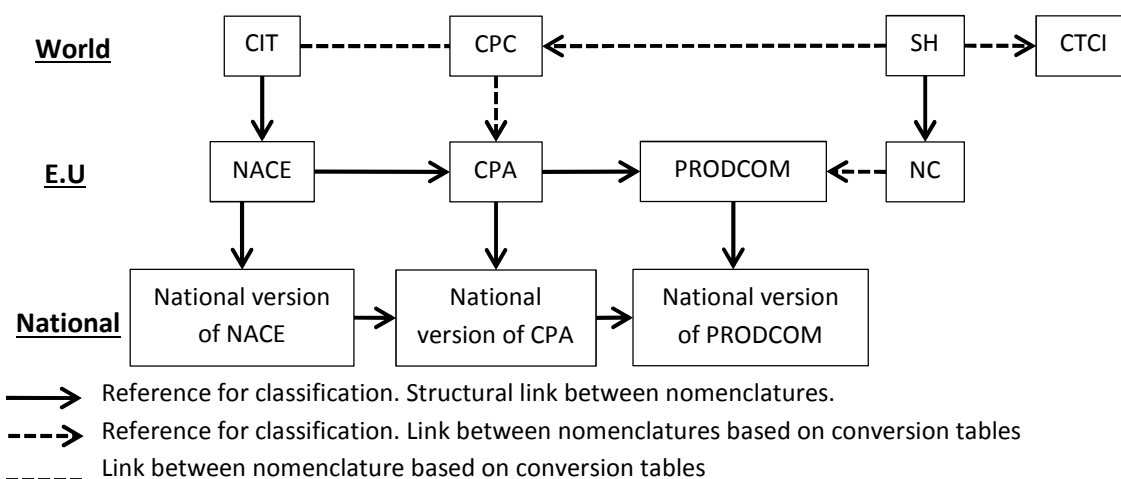 World
CIT
CPC
SH
CTCI
E.U
NACE
CPA
PRODCOM
NC
National
National version
of NACE
National
version of CPA
National version
of PRODCOM
Reference for classification. Structural link between nomenclatures.
Reference for classification. Link between nomenclatures based on conversion tables
Link between nomenclature based on conversion tables